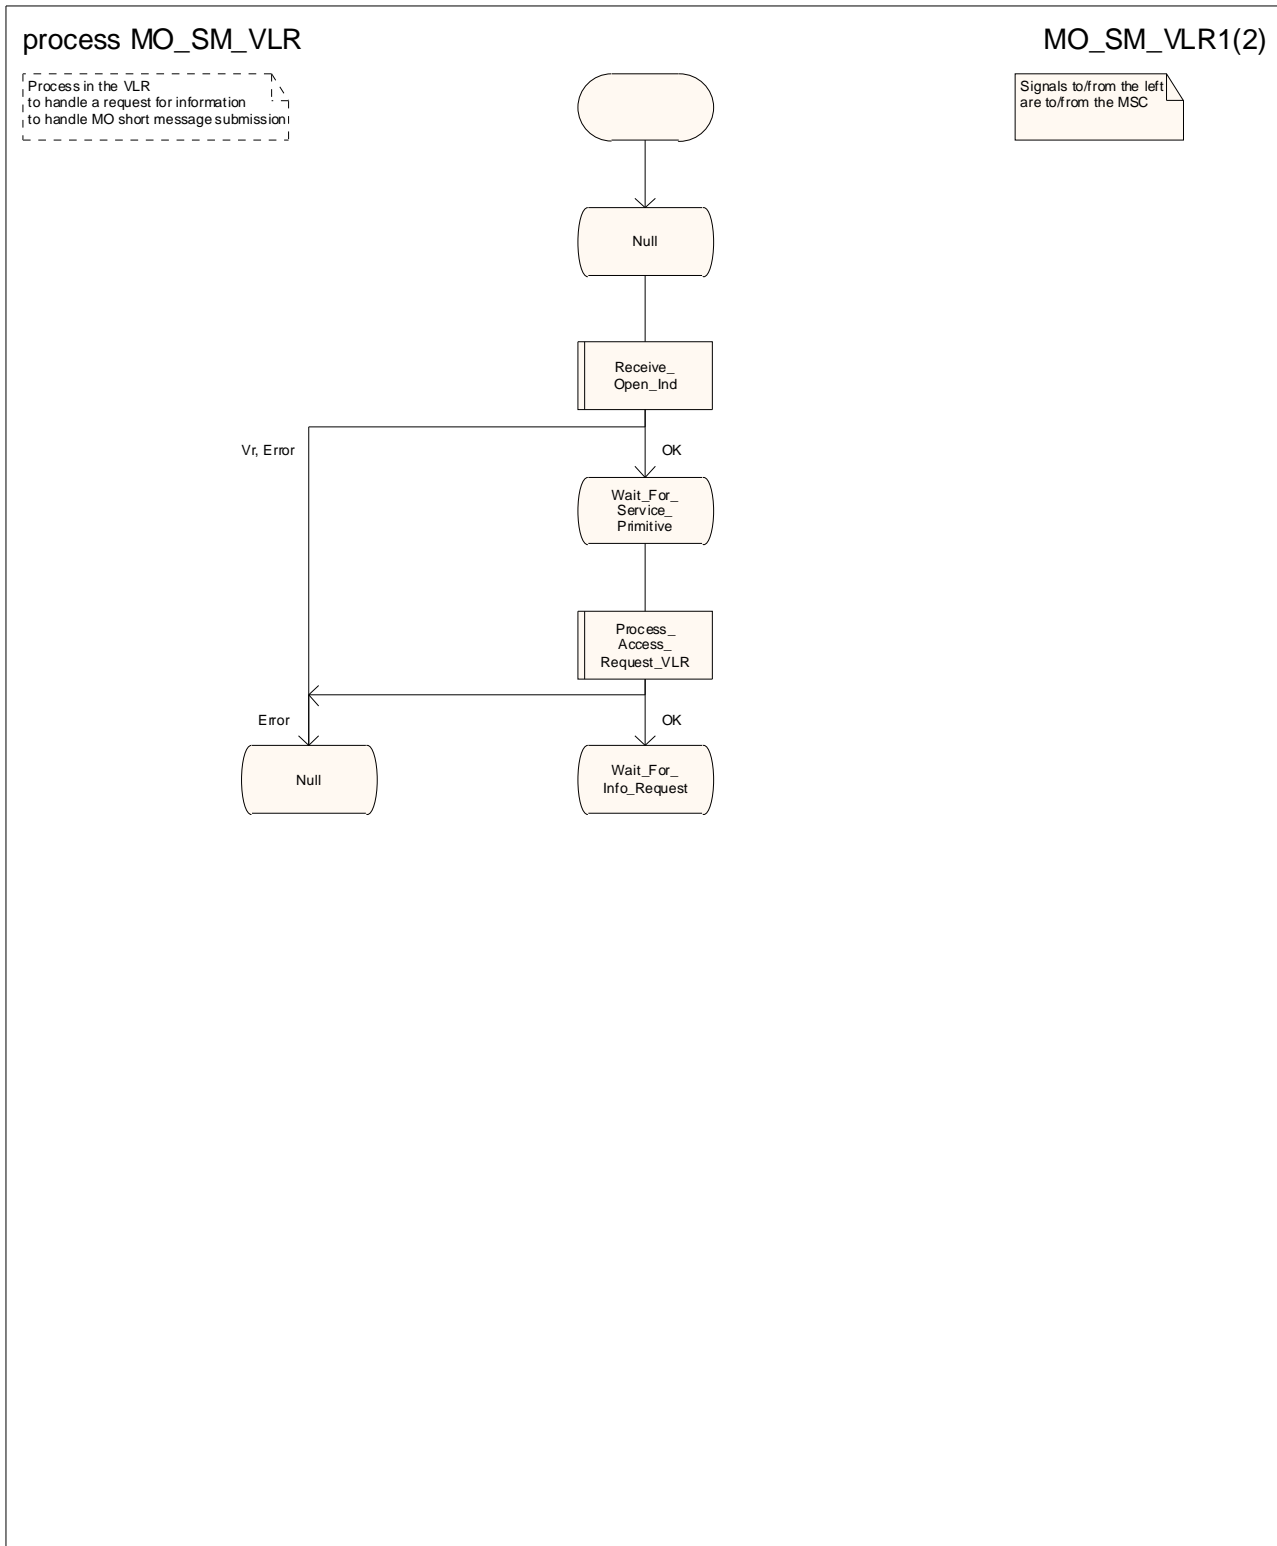 process MO_SM_VLR
MO_SM_VLR1(2)
Process in the VLR
to handle a request for information
to handle MO short message submission
Signals to/from the left
are to/from the MSC
Null
Receive_
Open_Ind
Vr, Error
OK
Wait_For_
Service_
Primitive
Process_
Access_
Request_VLR
Error
OK
Null
Wait_For_
Info_Request